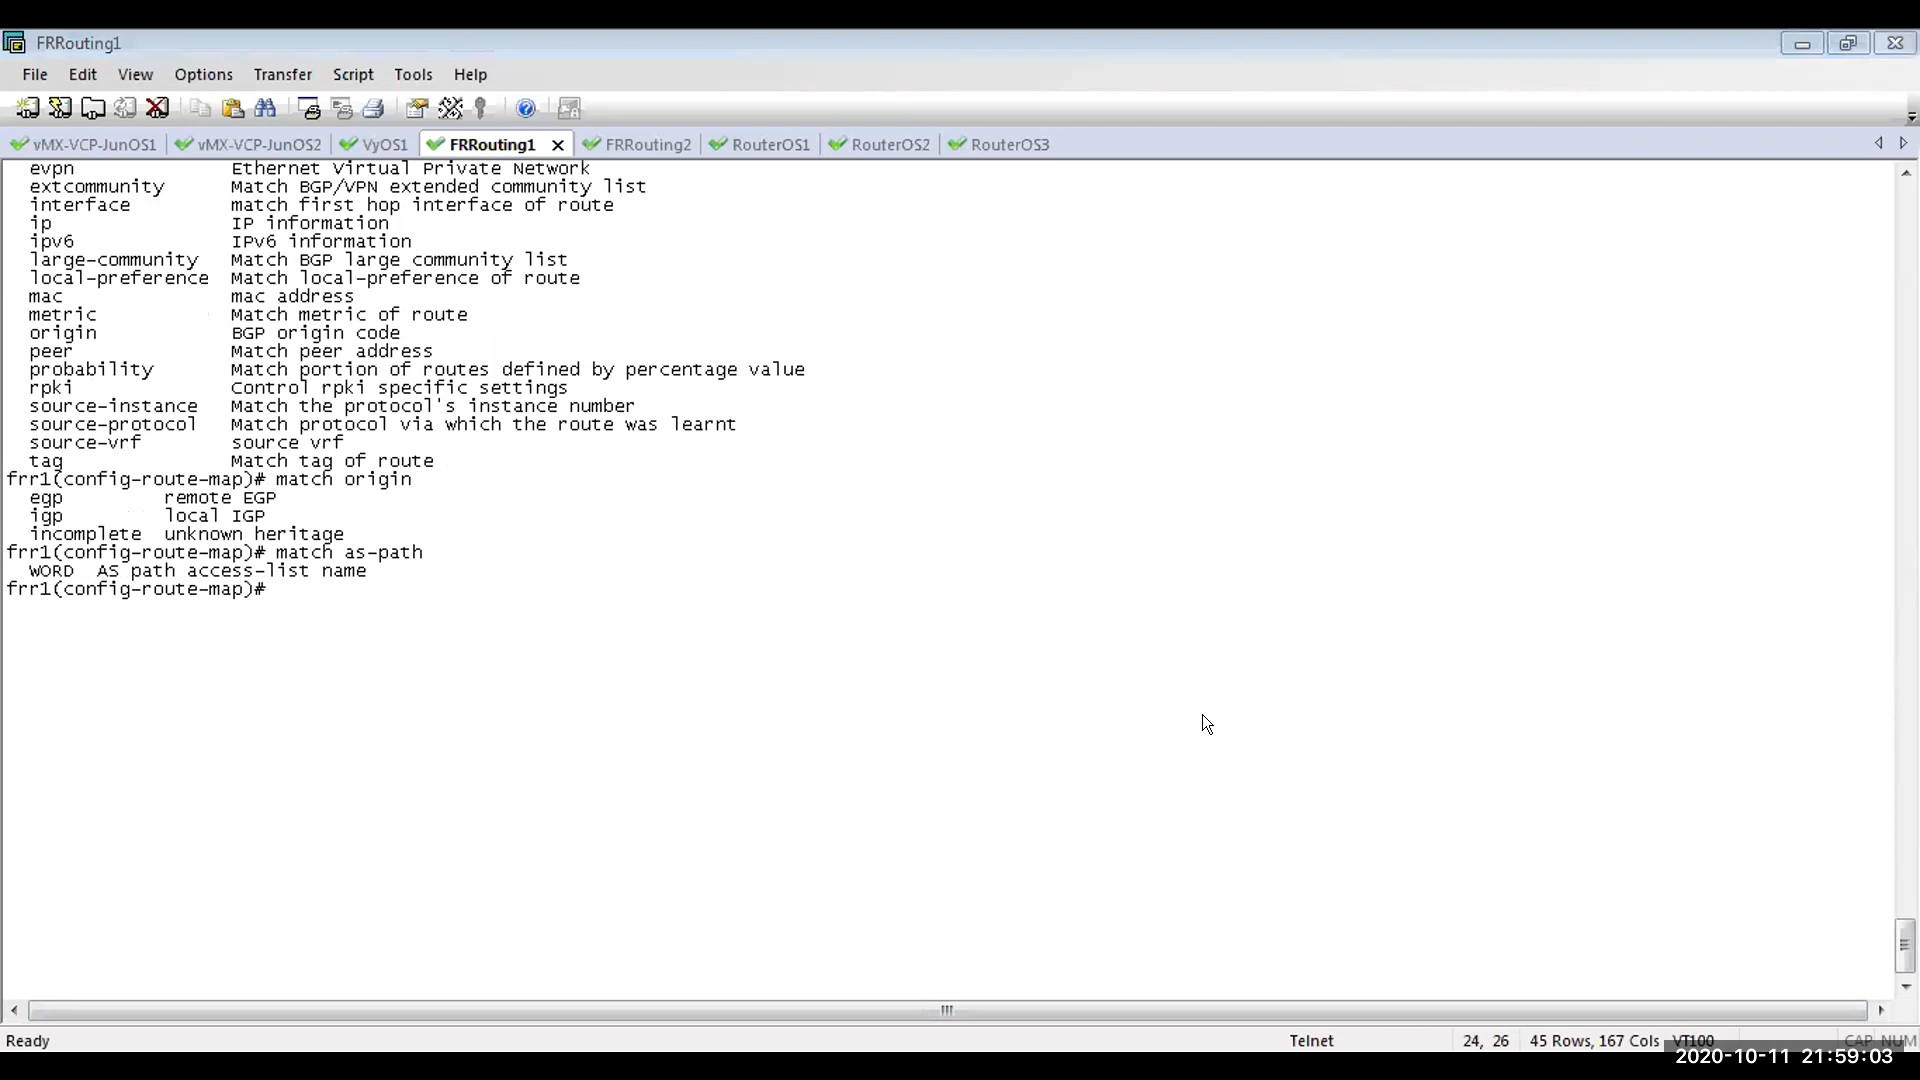 FRRouting1
File Edit View Options Transfer Script Tools Help
vMX-VCP-JunOS1 vMX-VCP-JunOS2 VyOS1 FRRouting1 FRRouting2 RouterOS1 RouterOS2 RouterOS3
evpn Ethernet Virtual Private Network
extcommunity Match BGP/VPN extended community list
interface match first hop interface of route
ip IP information
ipv6 IPv6 information
large-community Match BGP large community list
local-preference Match local-preference of route
mac mac address
metric Match metric of route
origin BGP origin code
peer Match peer address
probability Match portion of routes defined by percentage value
rpki Control rpki specific settings
source-instance Match the protocol's instance number
source-protocol Match protocol via which the route was learnt
source-vrf source vrf
tag Match tag of route
frr1(config-route-map)# match origin
egp remote EGP
igp local IGP
incomplete unknown heritage
frr1(config-route-map)# match as-path
WORD AS path access-list name
frr1(config-route-map)#
Ready Telnet 24, 26 45 Rows, 167 Cols VT100 CAP NUM
2020-10-11 21:59:03